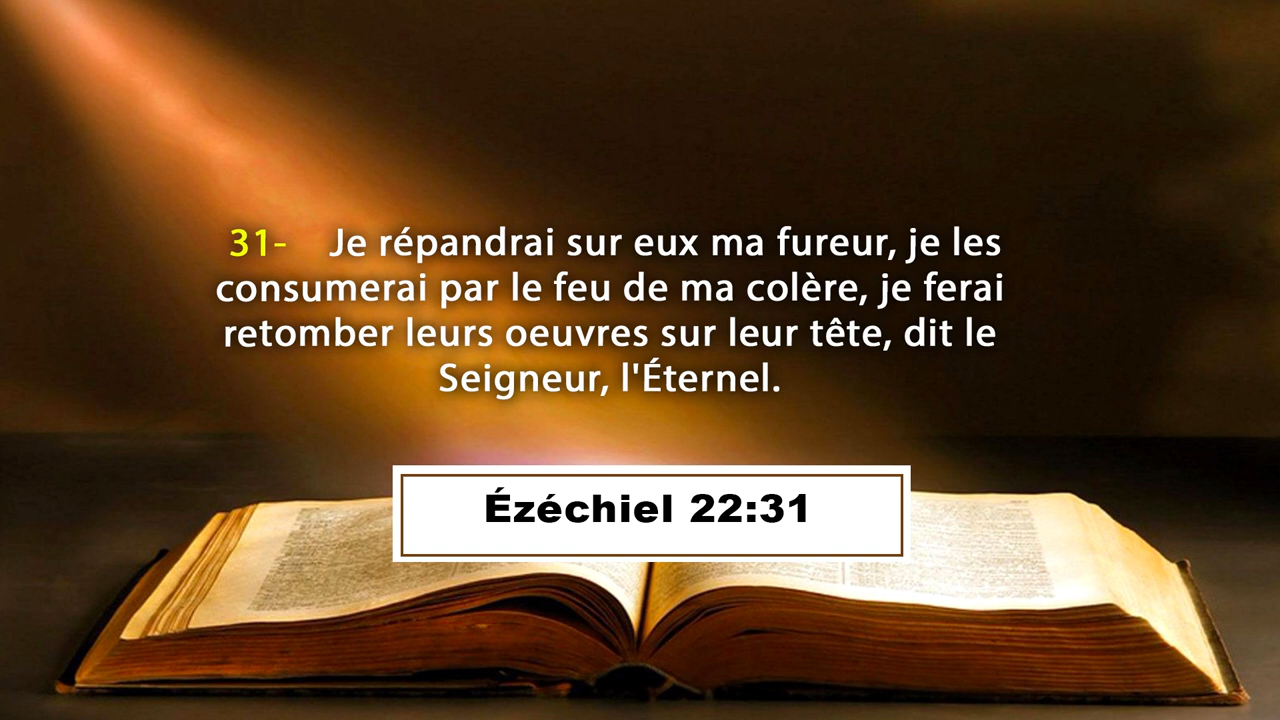 31- Je répandrai sur eux ma fureur, je les
consumerai par le feu de ma colère, je ferai
retomber leurs oeuvres sur leur tête, dit le
Seigneur, l'Éternel.
Ézéchiel 22:31